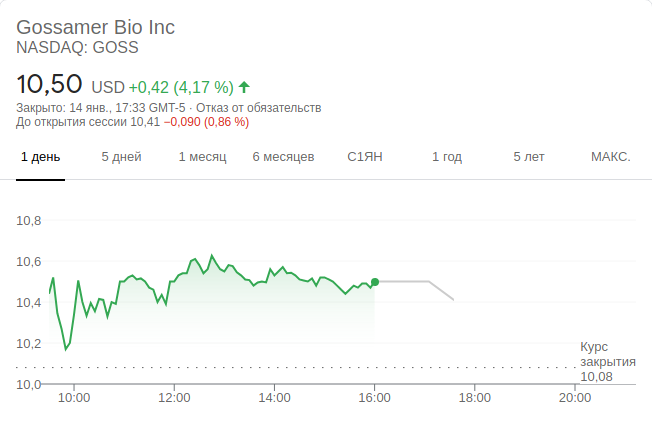 Gossamer Bio Inc
NASDAQ: GOSS
10,50 USD +0,42 (4,17 %)
Закрыто: 14 янв., 17:33 GMT-5 · Отказ от обязательств
До открытия сессии 10,41 −0,090 (0,86 %)
1 день 5 дней 1 месяц 6 месяцев С1ЯН 1 год 5 лет МАКС.
10,8
10,6
10,4
10,2
Курс
закрытия
10,08
10,0
10:00 12:00 14:00 16:00 18:00 20:00